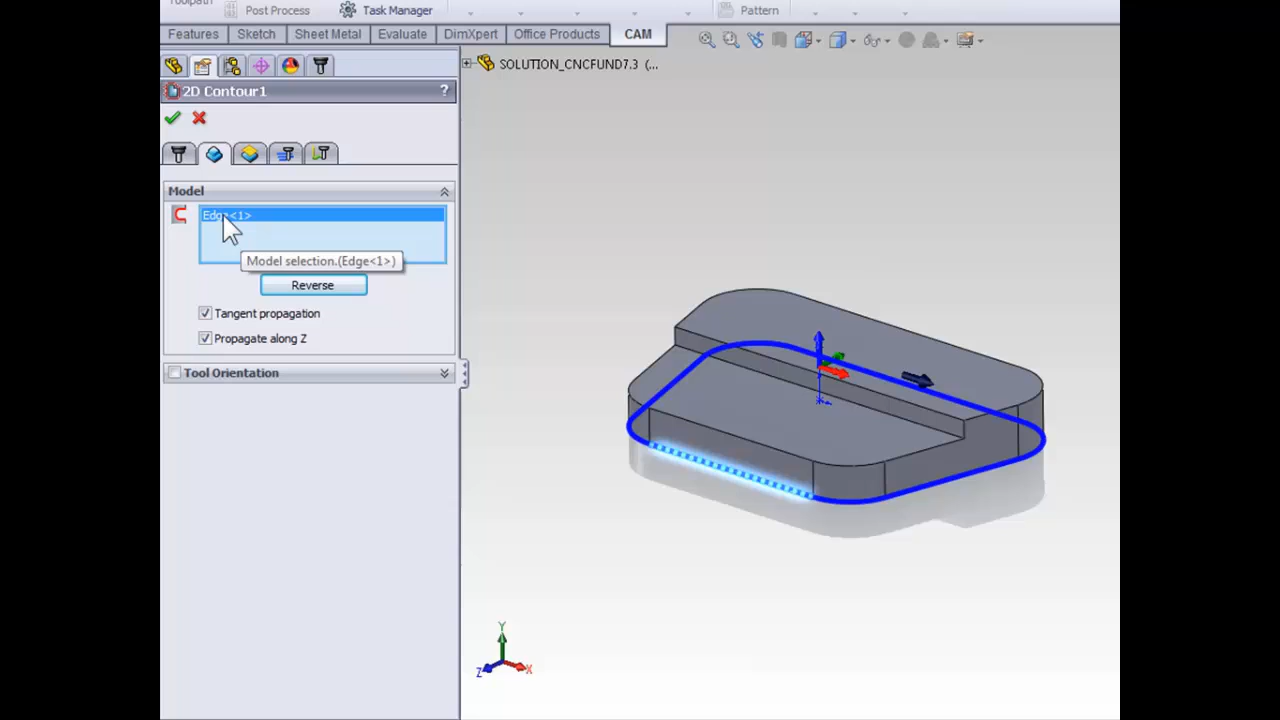 Toolpath
Post Process
Task Manager
Pattern
Features
Sketch
Sheet Metal
Evaluate
DimXpert
Office Products
CAM
SOLUTION_CNCFUND7.3 (...
2D Contour1
?
Model
Edge<1>
Model selection.(Edge<1>)
Reverse
Tangent propagation
Propagate along Z
Tool Orientation
Y
Z
X